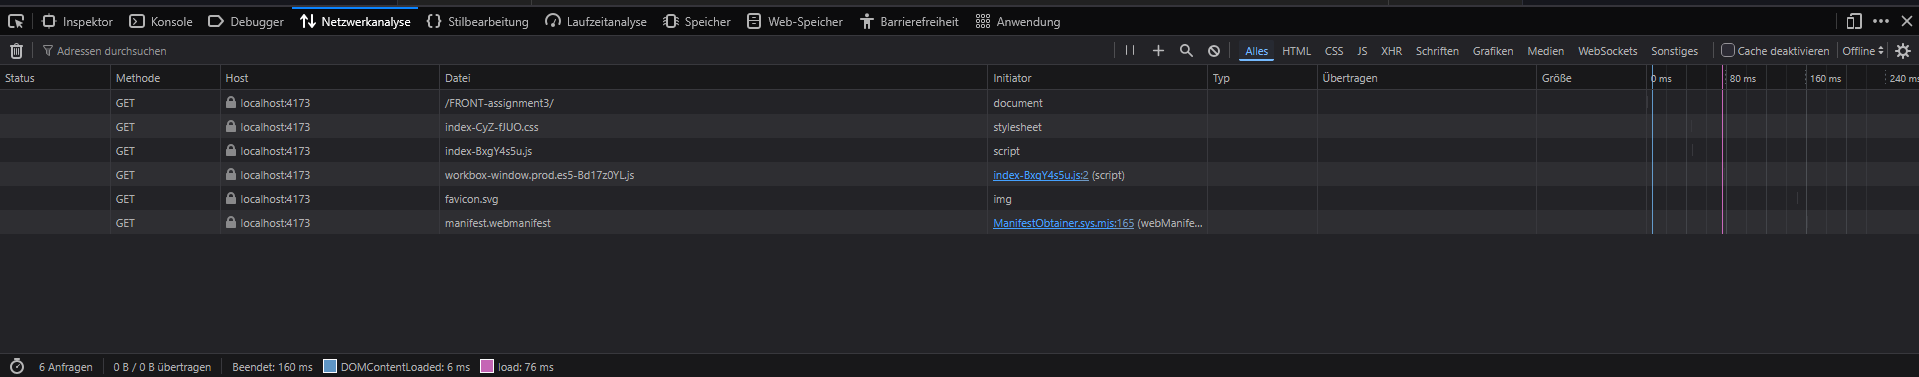 Inspektor Konsole Debugger Netzwerkanalyse Stilbearbeitung Laufzeitanalyse Speicher Web-Speicher Barrierefreiheit Anwendung
Adressen durchsuchen Alles HTML CSS JS XHR Schriften Grafiken Medien WebSockets Sonstiges Cache deaktivieren Offline
Status Methode Host Datei Initiator Typ Übertragen Größe 0 ms 80 ms 160 ms 240 ms
GET localhost:4173 /FRONT-assignment3/ document
GET localhost:4173 index-CyZ-fJUO.css stylesheet
GET localhost:4173 index-BxgY4s5u.js script
GET localhost:4173 workbox-window.prod.es5-Bd17z0YL.js index-BxgY4s5u.js:2 (script)
GET localhost:4173 favicon.svg img
GET localhost:4173 manifest.webmanifest ManifestObtainer.sys.mjs:165 (webManife...
6 Anfragen 0 B / 0 B übertragen Beendet: 160 ms DOMContentLoaded: 6 ms load: 76 ms